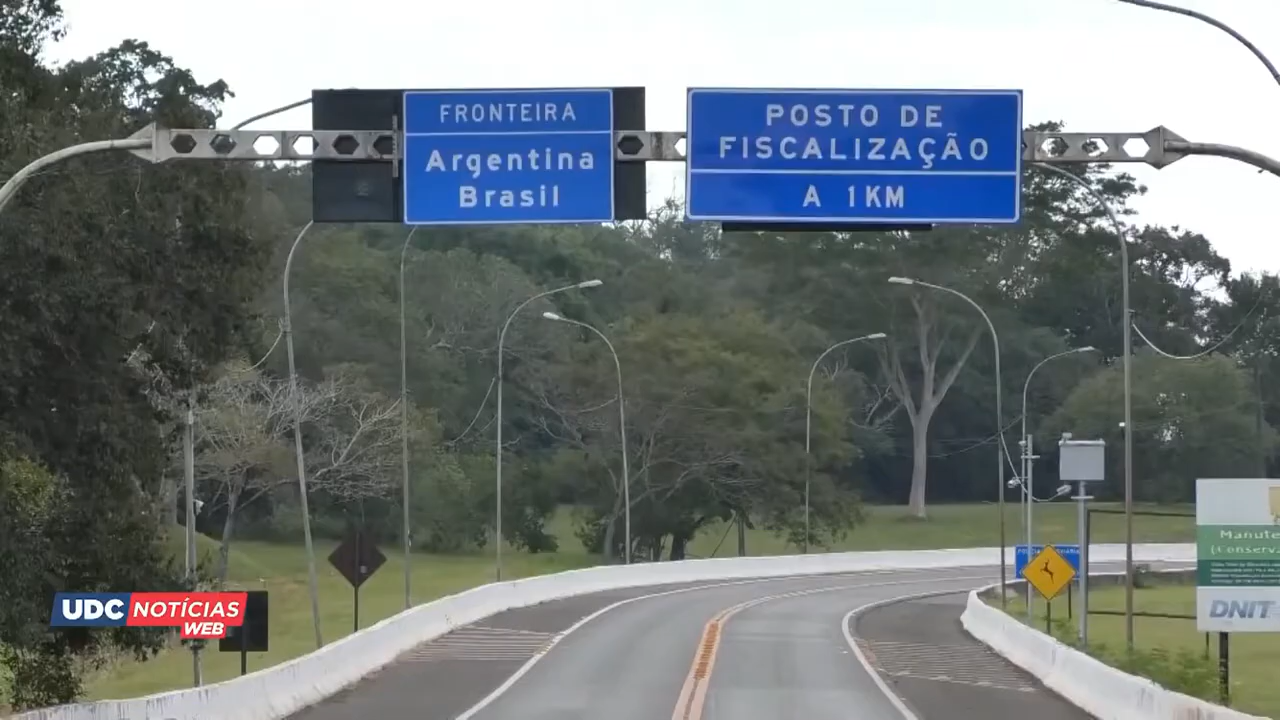 FRONTEIRA
Argentina
Brasil
POSTO DE
FISCALIZAÇÃO
A 1KM
UDC NOTÍCIAS
WEB
DNIT